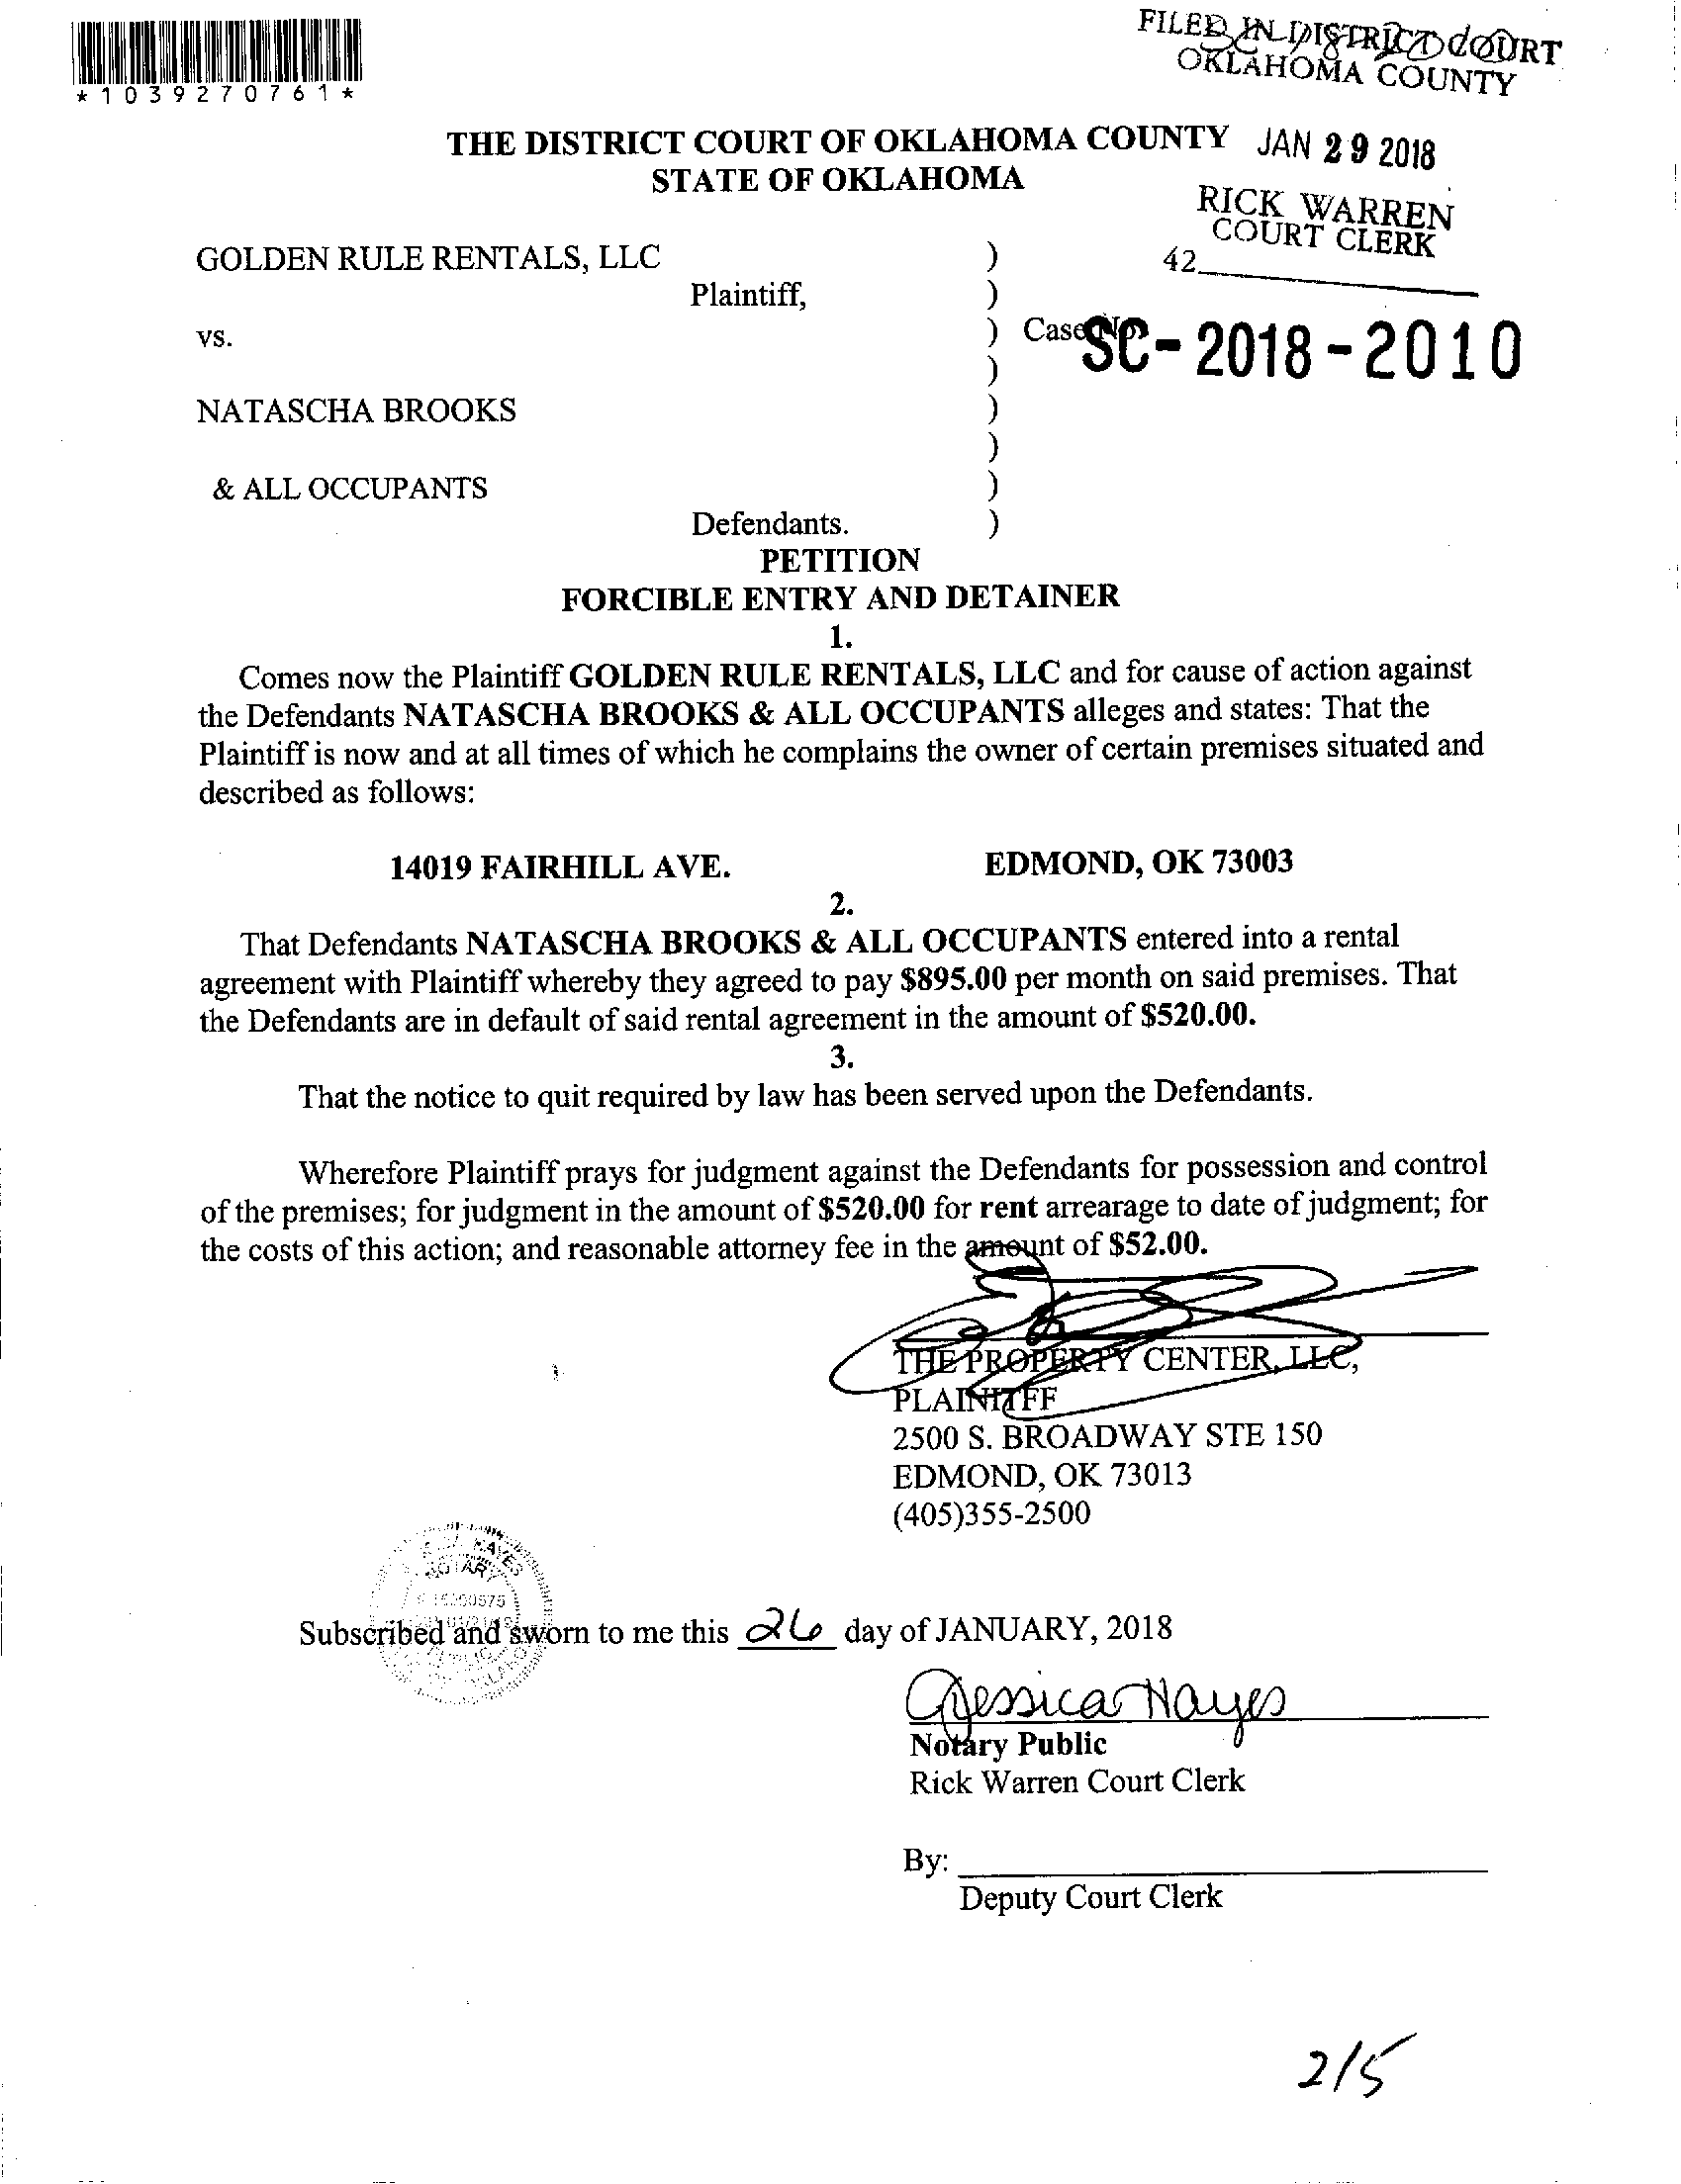 *1039270761*
FILED IN DISTRICT COURT
OKLAHOMA COUNTY
THE DISTRICT COURT OF OKLAHOMA COUNTY
JAN 29 2018
STATE OF OKLAHOMA
RICK WARREN
COURT CLERK
42
GOLDEN RULE RENTALS, LLC )
Plaintiff, )
vs. ) Case No. SC-2018-2010
)
NATASCHA BROOKS )
)
& ALL OCCUPANTS )
Defendants. )
PETITION
FORCIBLE ENTRY AND DETAINER
1.
Comes now the Plaintiff GOLDEN RULE RENTALS, LLC and for cause of action against
the Defendants NATASCHA BROOKS & ALL OCCUPANTS alleges and states: That the
Plaintiff is now and at all times of which he complains the owner of certain premises situated and
described as follows:
14019 FAIRHILL AVE. EDMOND, OK 73003
2.
That Defendants NATASCHA BROOKS & ALL OCCUPANTS entered into a rental
agreement with Plaintiff whereby they agreed to pay $895.00 per month on said premises. That
the Defendants are in default of said rental agreement in the amount of $520.00.
3.
That the notice to quit required by law has been served upon the Defendants.
Wherefore Plaintiff prays for judgment against the Defendants for possession and control
of the premises; for judgment in the amount of $520.00 for rent arrearage to date of judgment; for
the costs of this action; and reasonable attorney fee in the amount of $52.00.
THE PROPERTY CENTER, LLC,
PLAINITFF
2500 S. BROADWAY STE 150
EDMOND, OK 73013
(405)355-2500
HAYES
NOTARY
Subscribed and sworn to me this 26 day of JANUARY, 2018
Jessica Hayes
Notary Public
Rick Warren Court Clerk
By:
Deputy Court Clerk
2/5